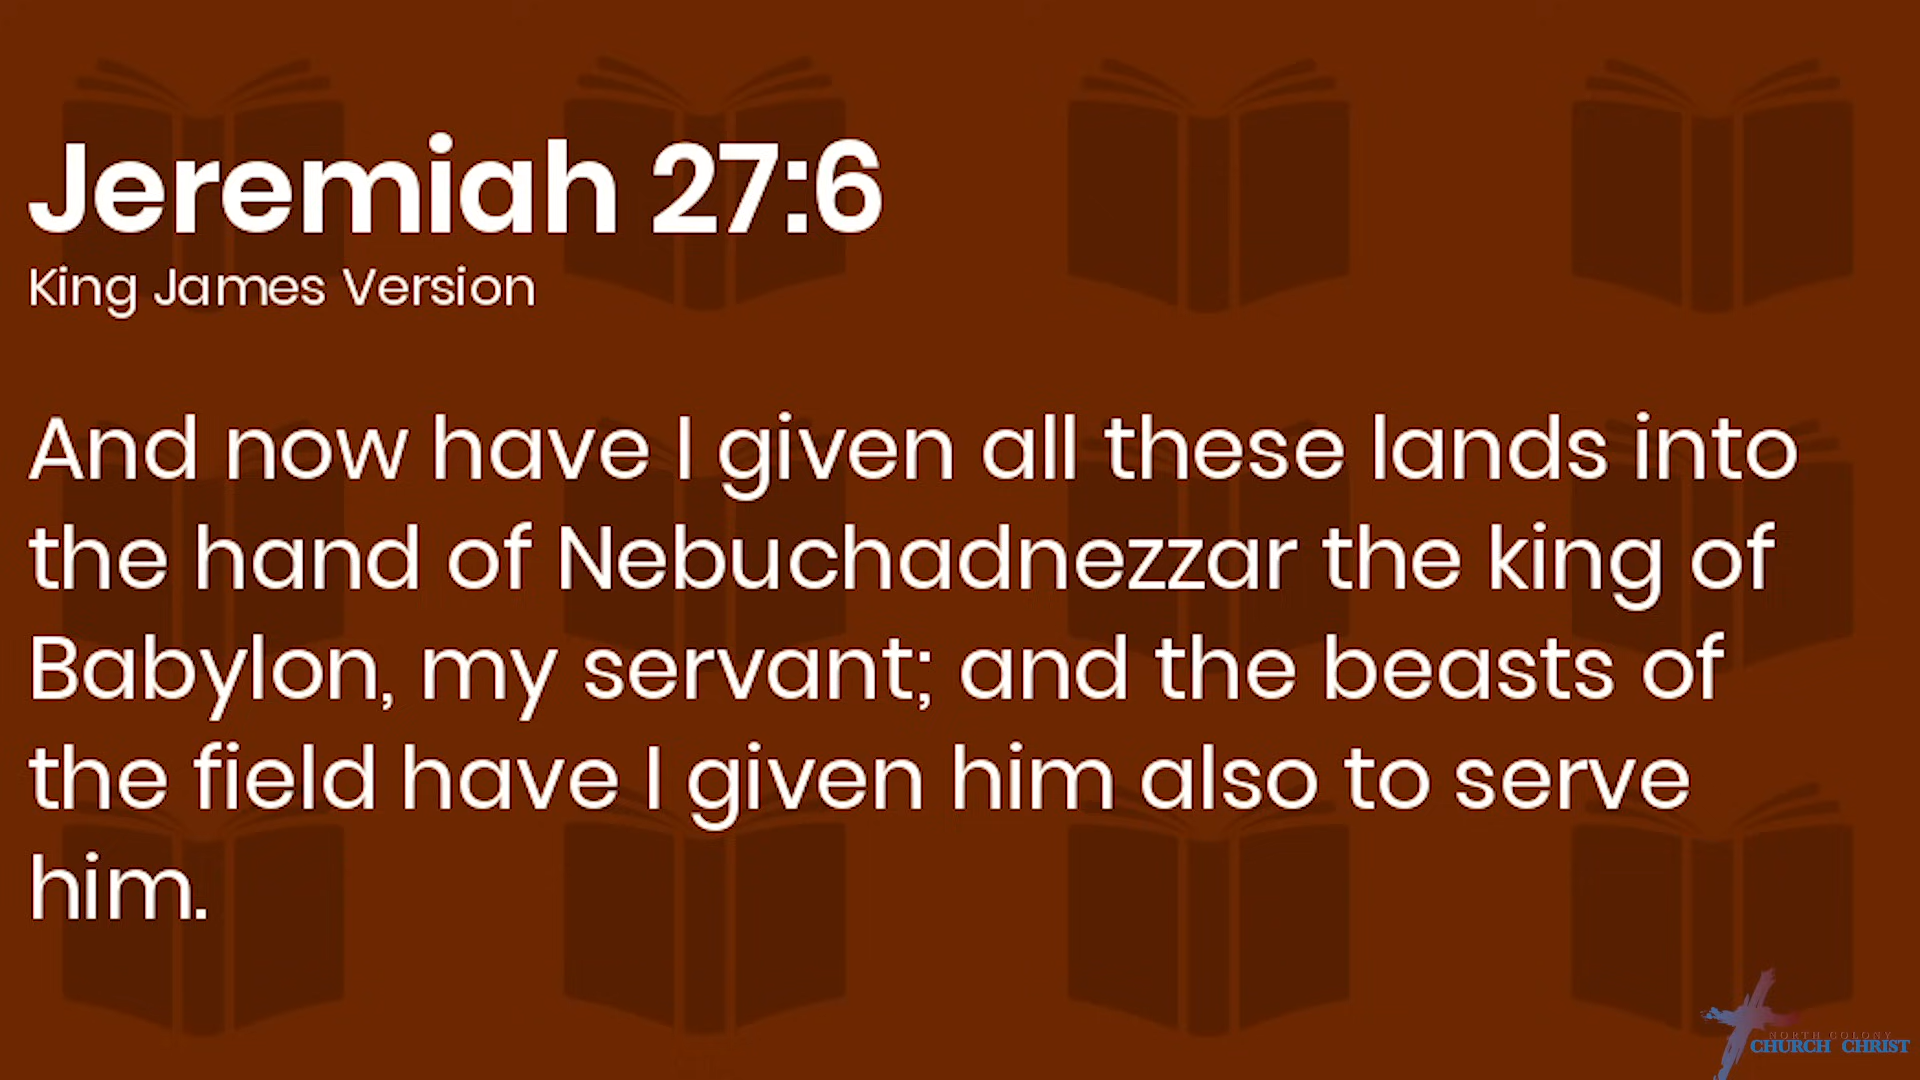 Jeremiah 27:6
King James Version
And now have I given all these lands into
the hand of Nebuchadnezzar the king of
Babylon, my servant; and the beasts of
the field have I given him also to serve
him.
NORTH COLONY
CHURCH CHRIST